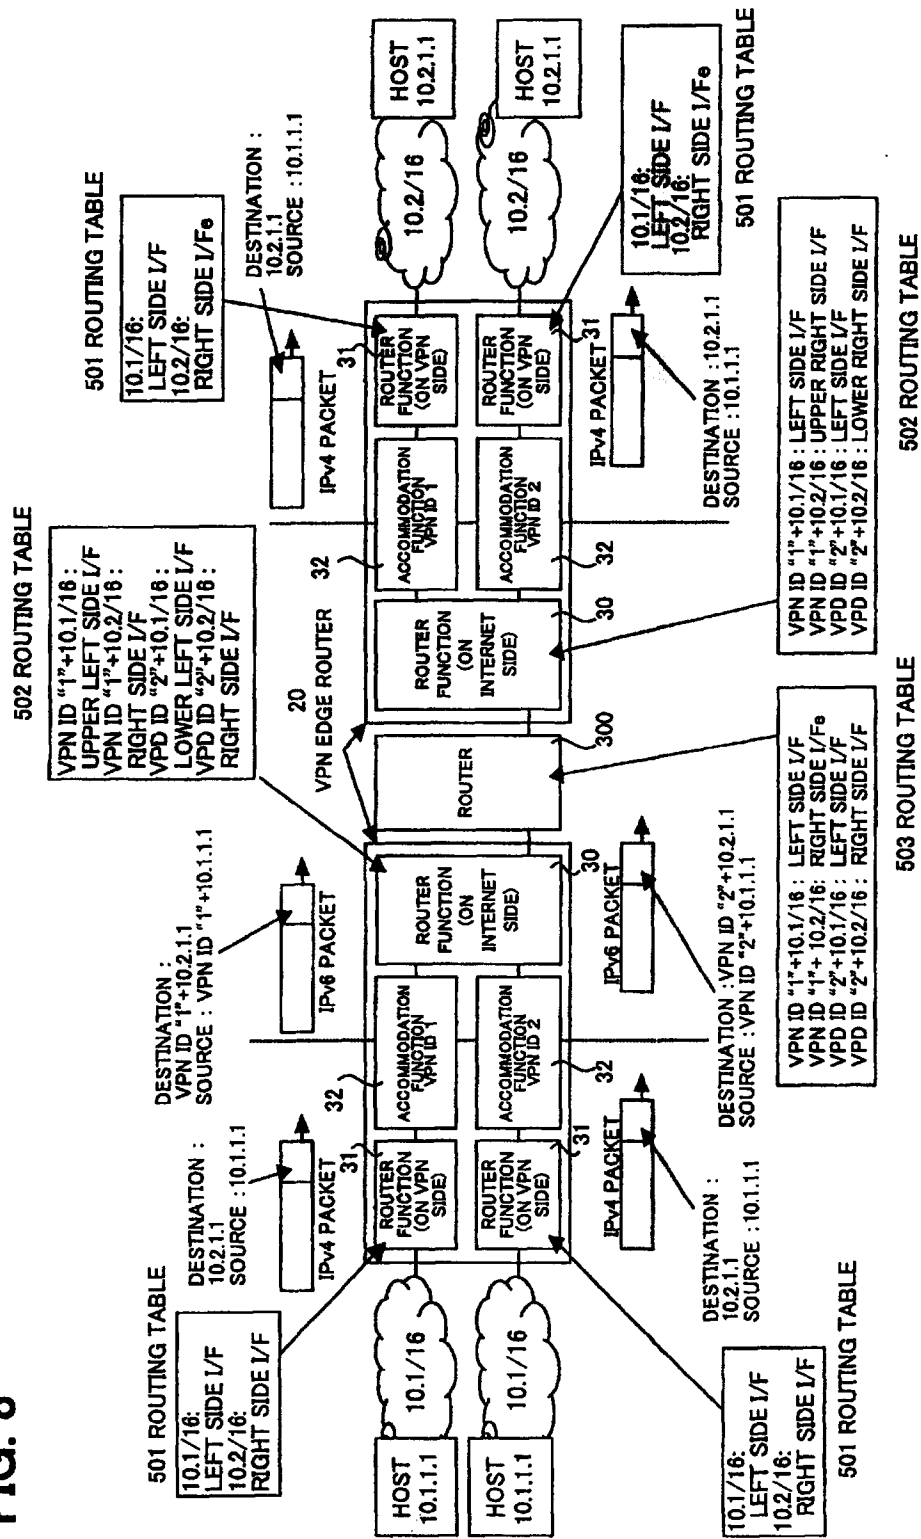 FIG. 8
502 ROUTING TABLE
VPN ID "1"+10.1/16 :
UPPER LEFT SIDE I/F
VPN ID "1"+10.2/16 :
RIGHT SIDE I/F
VPD ID "2"+10.1/16 :
LOWER LEFT SIDE I/F
VPD ID "2"+10.2/16 :
RIGHT SIDE I/F
501 ROUTING TABLE
10.1/16:
LEFT SIDE I/F
10.2/16:
RIGHT SIDE I/F
DESTINATION :
10.2.1.1
SOURCE : 10.1.1.1
IPv4 PACKET
DESTINATION :
VPN ID "1"+10.2.1.1
SOURCE : VPN ID "1"+10.1.1.1
IPv6 PACKET
20
VPN EDGE ROUTER
IPv4 PACKET
DESTINATION :
10.2.1.1
SOURCE : 10.1.1.1
501 ROUTING TABLE
10.1/16:
LEFT SIDE I/F
10.2/16:
RIGHT SIDE I/Fe
HOST
10.1.1.1
10.1/16
31
ROUTER
FUNCTION
(ON VPN
SIDE)
32
ACCOMMODATION
FUNCTION
VPN ID 1
ROUTER
FUNCTION
(ON
INTERNET
SIDE)
30
ROUTER
300
ROUTER
FUNCTION
(ON
INTERNET
SIDE)
30
32
ACCOMMODATION
FUNCTION
VPN ID 1
31
ROUTER
FUNCTION
(ON VPN
SIDE)
10.2/16
HOST
10.2.1.1
HOST
10.1.1.1
10.1/16
ROUTER
FUNCTION
(ON VPN
SIDE)
31
ACCOMMODATION
FUNCTION
VPN ID 2
32
ACCOMMODATION
FUNCTION
VPN ID 2
32
ROUTER
FUNCTION
(ON VPN
SIDE)
31
10.2/16
HOST
10.2.1.1
10.1/16:
LEFT SIDE I/F
10.2/16:
RIGHT SIDE I/F
501 ROUTING TABLE
IPv4 PACKET
DESTINATION :
10.2.1.1
SOURCE : 10.1.1.1
IPv6 PACKET
DESTINATION : VPN ID "2"+10.2.1.1
SOURCE : VPN ID "2"+10.1.1.1
IPv4 PACKET
DESTINATION : 10.2.1.1
SOURCE : 10.1.1.1
10.1/16:
LEFT SIDE I/F
10.2/16:
RIGHT SIDE I/Fe
501 ROUTING TABLE
VPN ID "1"+10.1/16 : LEFT SIDE I/F
VPN ID "1"+ 10.2/16: RIGHT SIDE I/Fe
VPD ID "2"+10.1/16 : LEFT SIDE I/F
VPD ID "2"+10.2/16 : RIGHT SIDE I/F
503 ROUTING TABLE
VPN ID "1"+10.1/16 : LEFT SIDE I/F
VPN ID "1"+10.2/16 : UPPER RIGHT SIDE I/F
VPD ID "2"+10.1/16 : LEFT SIDE I/F
VPD ID "2"+10.2/16 : LOWER RIGHT SIDE I/F
502 ROUTING TABLE